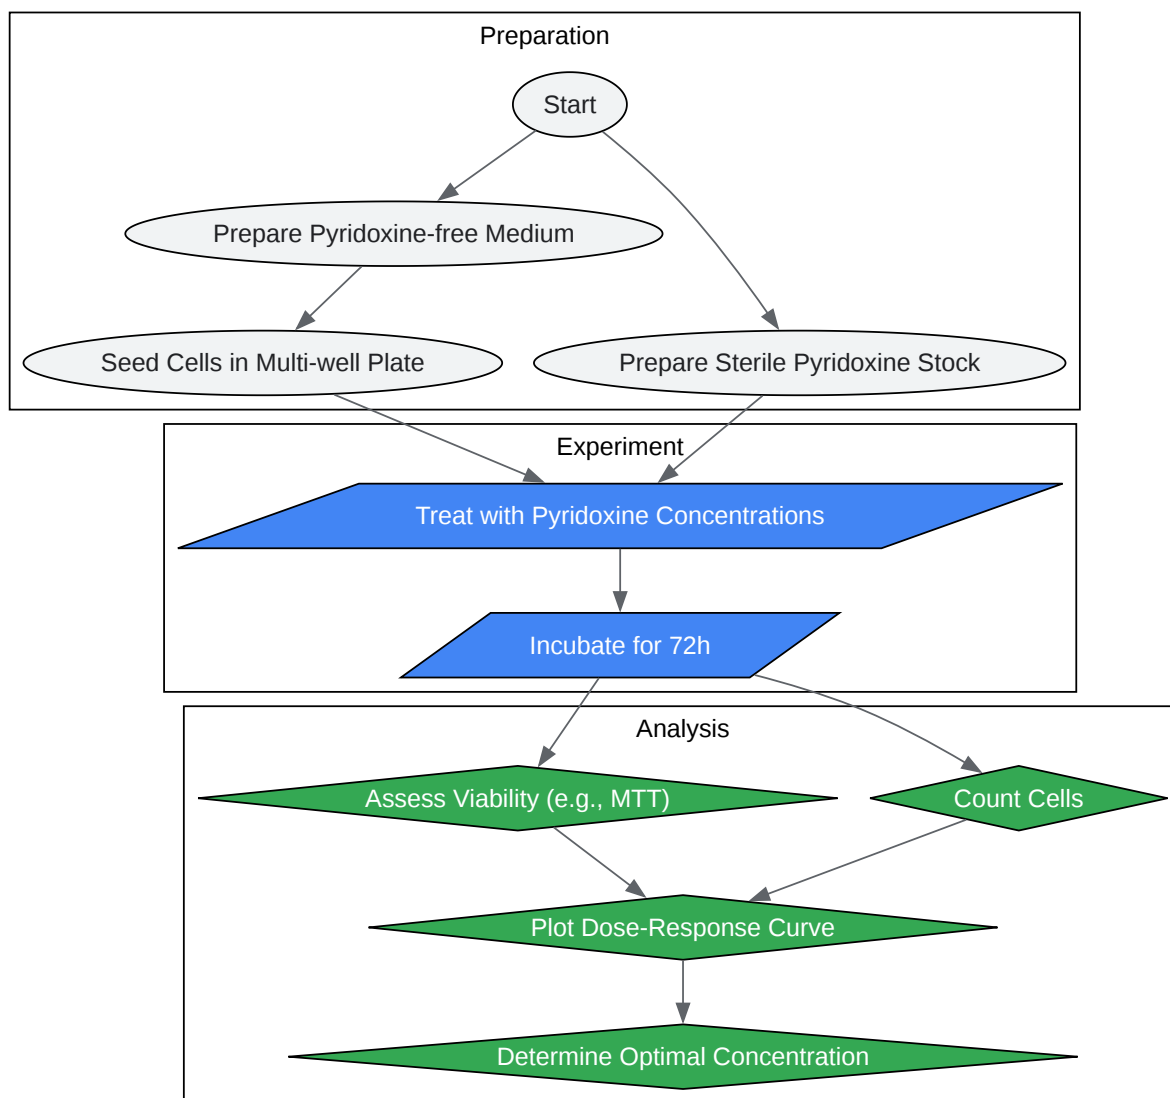 Preparation
Start
Prepare Pyridoxine-free Medium
Seed Cells in Multi-well Plate
Prepare Sterile Pyridoxine Stock
Experiment
Treat with Pyridoxine Concentrations
Incubate for 72h
Analysis
Assess Viability (e.g., MTT)
Count Cells
Plot Dose-Response Curve
Determine Optimal Concentration